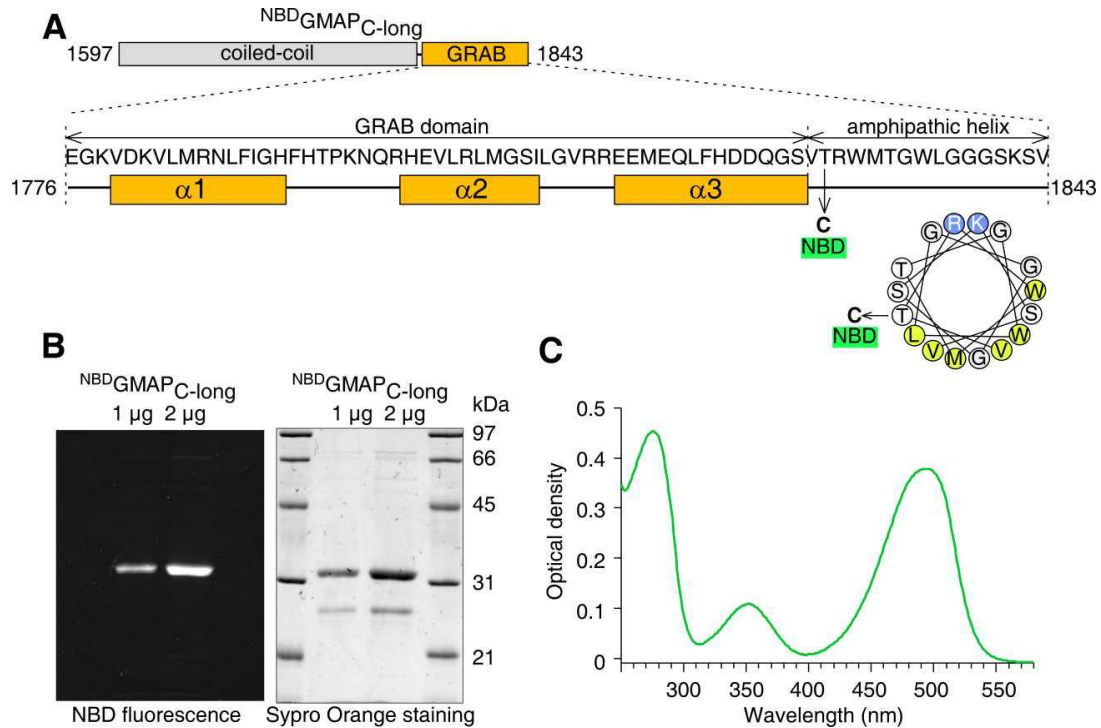 A
NBDGMAPC-long
1597 coiled-coil GRAB 1843
GRAB domain amphipathic helix
EGKVDKVLMRNLFIGHFHTPKNQRHEVLRLMGSILGVRREEMEQLFHDDQGSVTRWMTGWLGGGSKSV
1776 α1 α2 α3 1843
C
NBD
G R K G
T G
S W
C T S
NBD
L W
V M G V
B
NBDGMAPC-long
1 µg 2 µg
NBDGMAPC-long
1 µg 2 µg kDa
97
66
45
31
21
NBD fluorescence Sypro Orange staining
C
Optical density
0.5
0.4
0.3
0.2
0.1
0
300 350 400 450 500 550
Wavelength (nm)